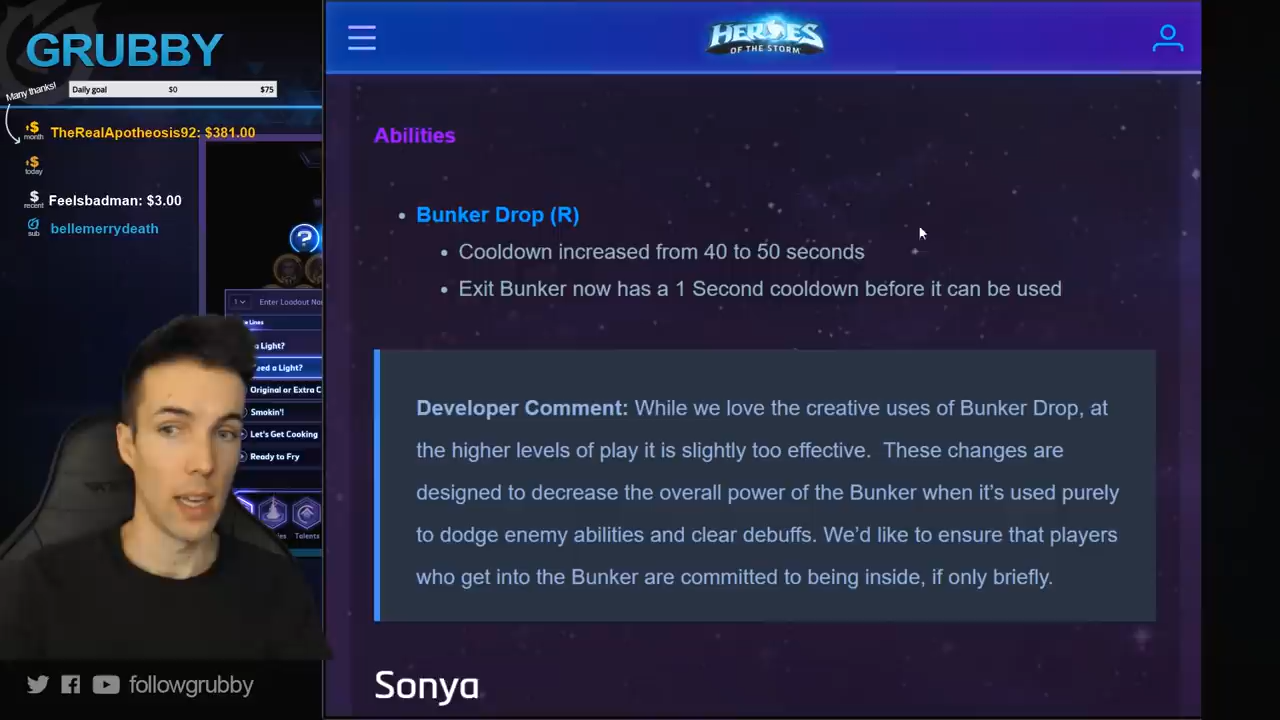 GRUBBY
Many thanks!
Daily goal $0 $75
+$ month TheRealApotheosis92: $381.00
+$ today
$ recent Feelsbadman: $3.00
sub bellemerrydeath
?
1 Enter Loadout
Lines
a Light?
eed a Light?
Original or Extra C
Smokin'!
Let's Get Cooking
Ready to Fry
Talents
followgrubby
HEROES
OF THE STORM
Abilities
• Bunker Drop (R)
• Cooldown increased from 40 to 50 seconds
• Exit Bunker now has a 1 Second cooldown before it can be used
Developer Comment: While we love the creative uses of Bunker Drop, at
the higher levels of play it is slightly too effective. These changes are
designed to decrease the overall power of the Bunker when it’s used purely
to dodge enemy abilities and clear debuffs. We’d like to ensure that players
who get into the Bunker are committed to being inside, if only briefly.
Sonya